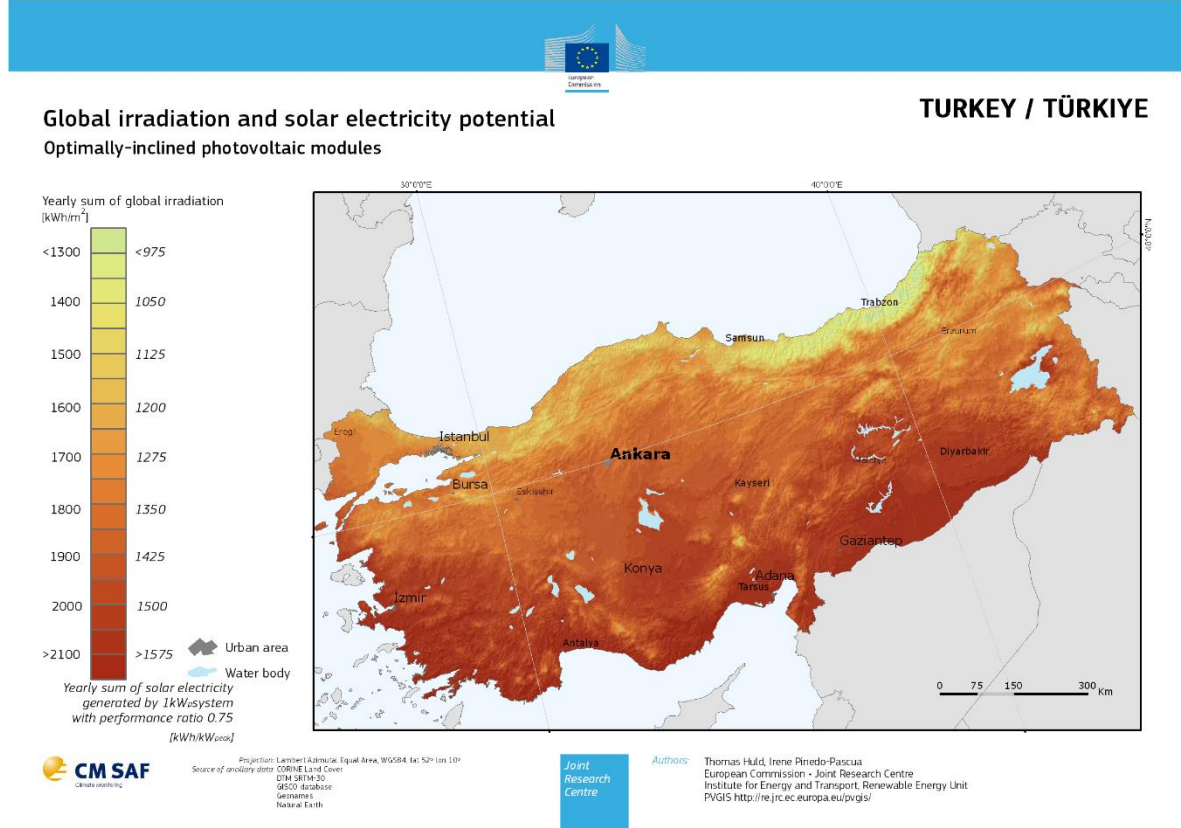 European
Commission
Global irradiation and solar electricity potential
Optimally-inclined photovoltaic modules
TURKEY / TÜRKIYE
Yearly sum of global irradiation
[kWh/m²]
<1300 <975
1400 1050
1500 1125
1600 1200
1700 1275
1800 1350
1900 1425
2000 1500
>2100 >1575
Urban area
Water body
Yearly sum of solar electricity
generated by 1kWpsystem
with performance ratio 0.75
[kWh/kWpeak]
30°0'0"E
40°0'0"E
Trabzon
Samsun
Erzurum
Eregli
Istanbul
Ankara
Bursa
Eskisehir
Kayseri
Diyarbakir
Gaziantep
Konya
Adana
Tarsus
İzmir
Antalya
0 75 150 300 Km
CM SAF
Climate Monitoring
Projection: Lambert Azimutal Equal Area, WGS84, lat 52° lon 10°
Source of ancillary data: CORINE Land Cover
DTM SRTM-30
GISCO database
Geonames
Natural Earth
Joint
Research
Centre
Authors: Thomas Huld, Irene Pinedo-Pascua
European Commission - Joint Research Centre
Institute for Energy and Transport, Renewable Energy Unit
PVGIS http://re.jrc.ec.europa.eu/pvgis/